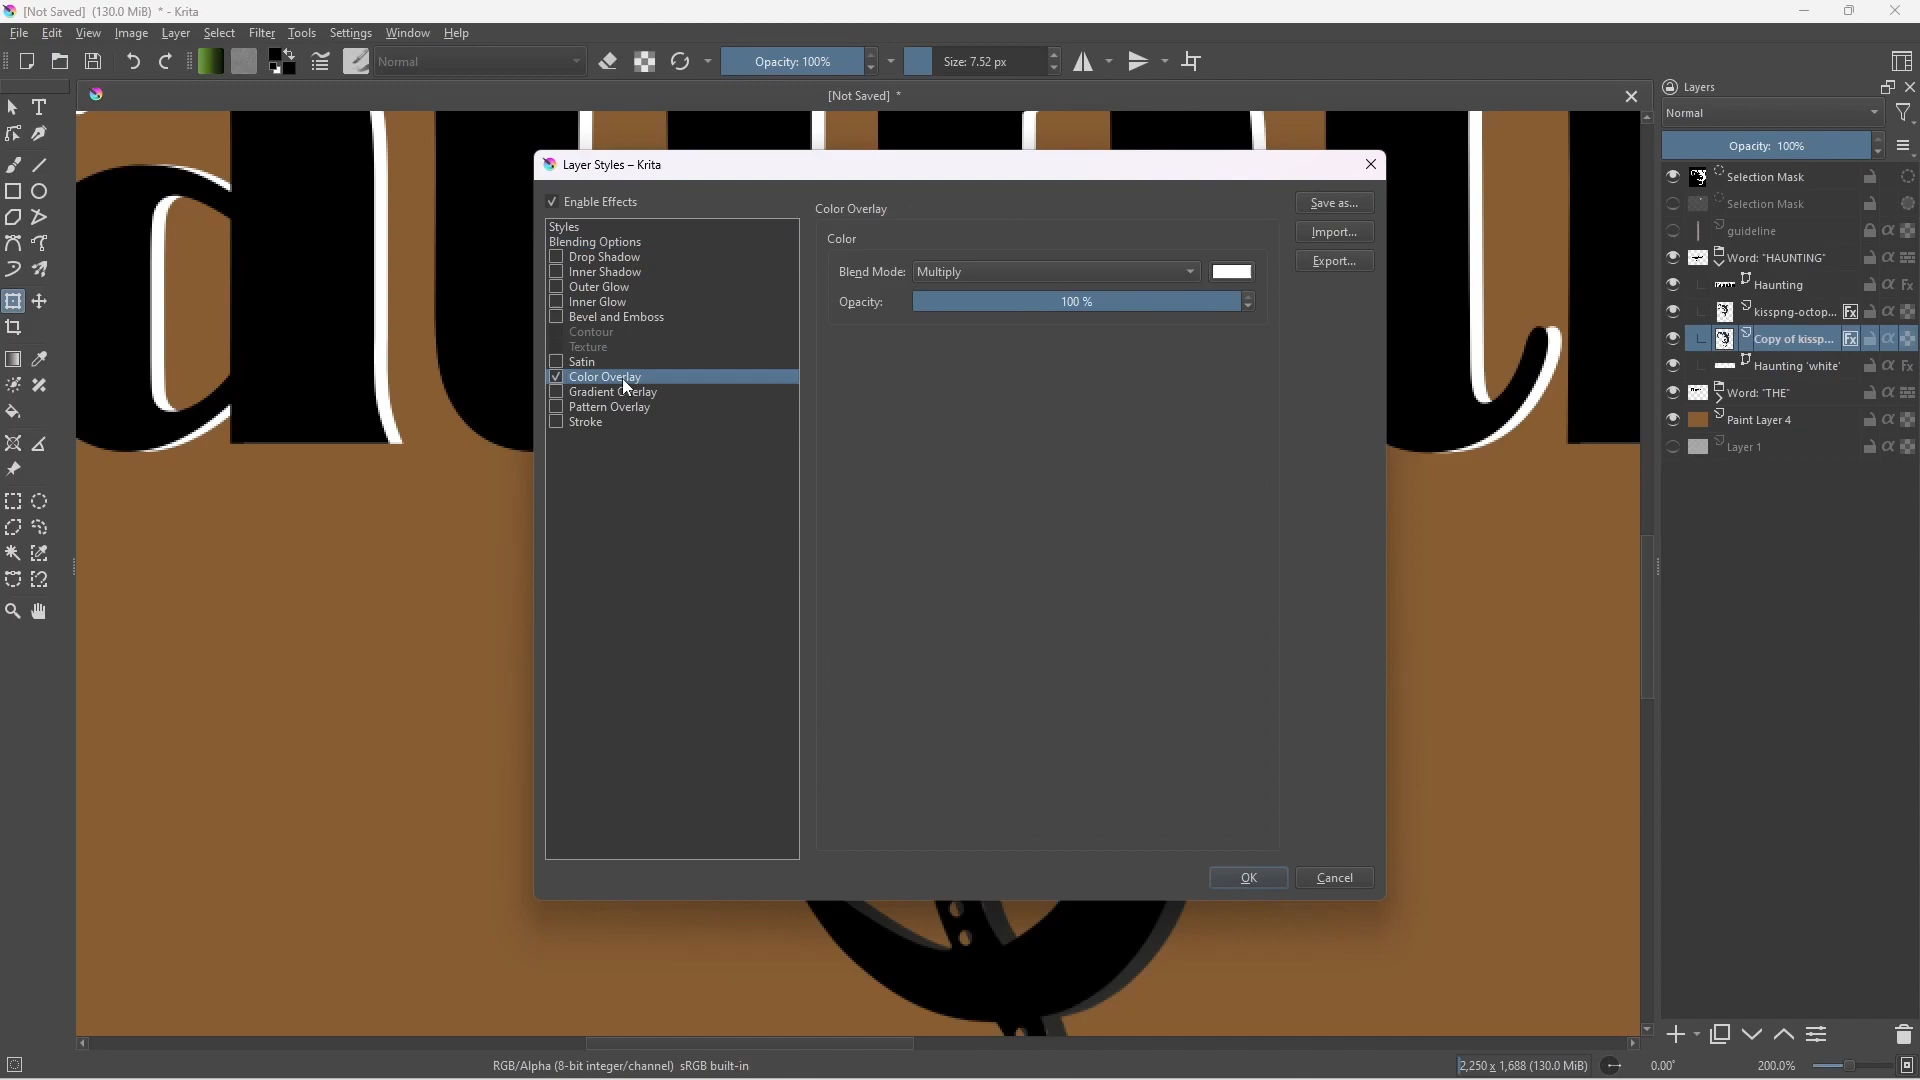 [Not Saved] (130.0 MiB) * - Krita
File Edit View Image Layer Select Filter Tools Settings Window Help
Normal Opacity: 100% Size: 7.52 px
[Not Saved] *
Layers
Normal
Opacity: 100%
Selection Mask
Selection Mask
guideline
Word: "HAUNTING"
Haunting
kisspng-octop...
Copy of kissp...
Haunting 'white'
Word: "THE"
Paint Layer 4
Layer 1
Layer Styles – Krita
Enable Effects
Styles
Blending Options
Drop Shadow
Inner Shadow
Outer Glow
Inner Glow
Bevel and Emboss
Contour
Texture
Satin
Color Overlay
Gradient Overlay
Pattern Overlay
Stroke
Color Overlay
Color
Blend Mode: Multiply
Opacity: 100 %
Save as...
Import...
Export...
OK Cancel
RGB/Alpha (8-bit integer/channel) sRGB built-in 2,250 x 1,688 (130.0 MiB) 0.00° 200.0%